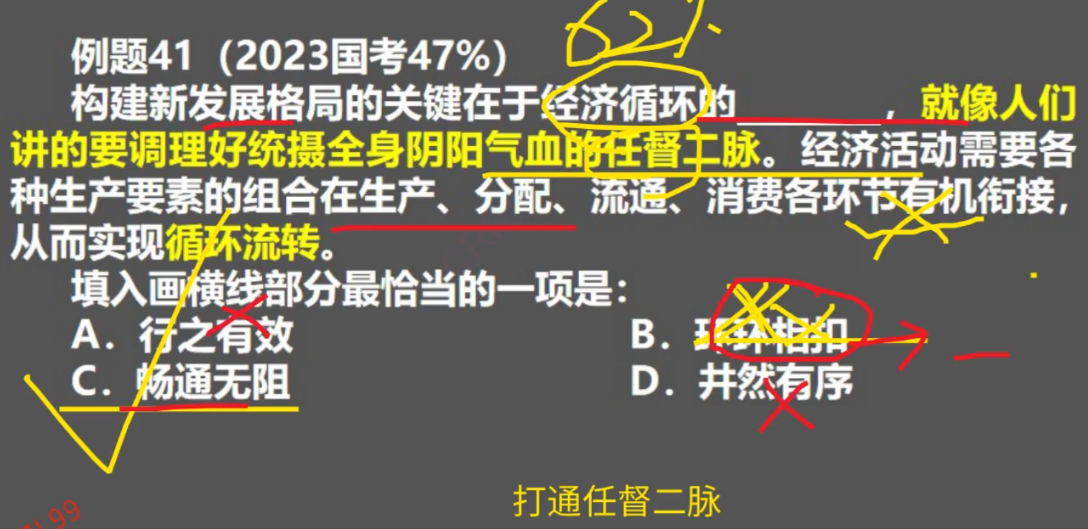 例题41（2023国考47%）
构建新发展格局的关键在于经济循环的______，就像人们
讲的要调理好统摄全身阴阳气血的任督二脉。经济活动需要各
种生产要素的组合在生产、分配、流通、消费各环节有机衔接，
从而实现循环流转。
填入画横线部分最恰当的一项是：
A．行之有效 B．环环相扣
C．畅通无阻 D．井然有序
打通任督二脉